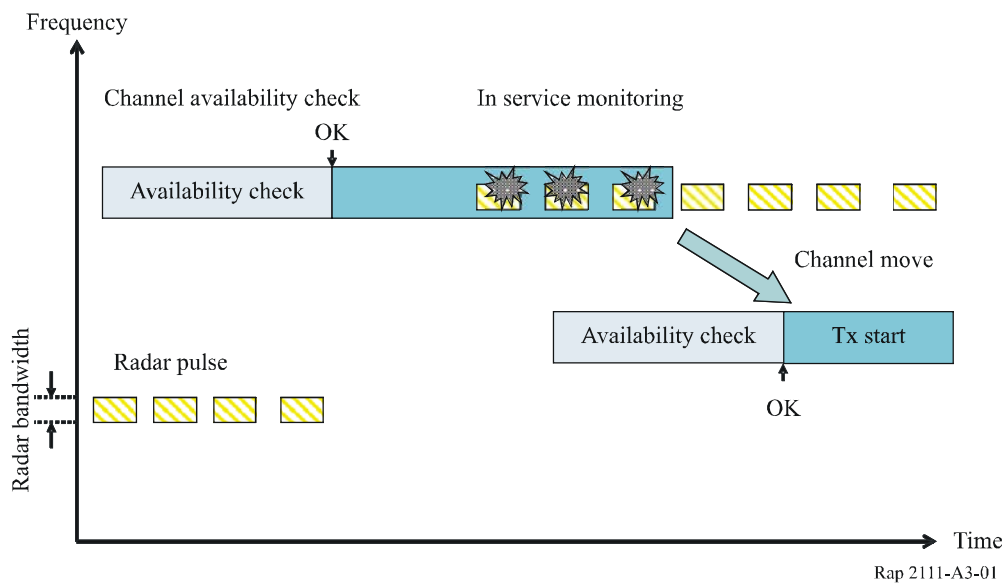 Frequency
Channel availability check
In service monitoring
OK
Availability check
Channel move
Availability check
Tx start
OK
Radar bandwidth
Radar pulse
Time
Rap 2111-A3-01